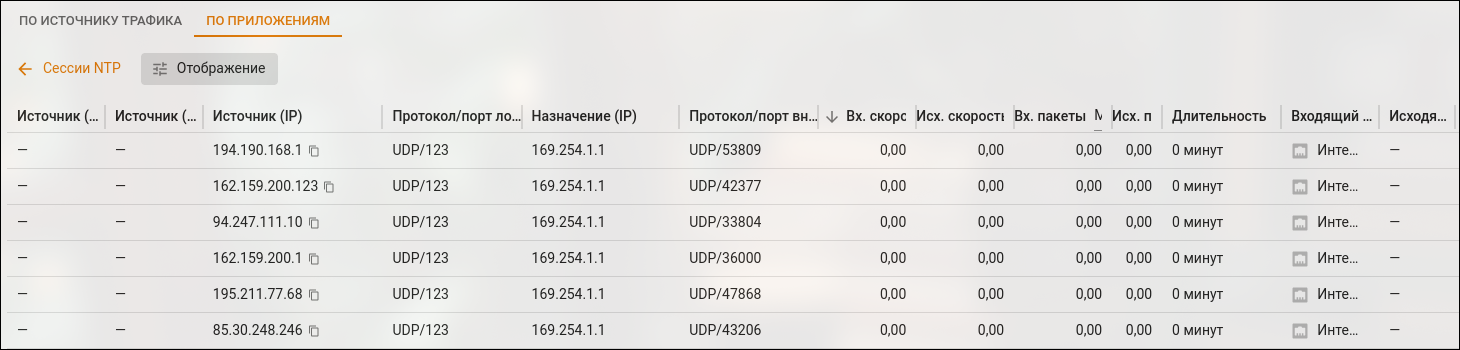 ПО ИСТОЧНИКУ ТРАФИКА ПО ПРИЛОЖЕНИЯМ
Сессии NTP Отображение
Источник (... Источник (... Источник (IP) Протокол/порт ло... Назначение (IP) Протокол/порт вн... Вх. скорс Исх. скорость Вх. пакеты М Исх. п Длительность Входящий ... Исходя...
— — 194.190.168.1 UDP/123 169.254.1.1 UDP/53809 0,00 0,00 0,00 0,00 0 минут Инте... —
— — 162.159.200.123 UDP/123 169.254.1.1 UDP/42377 0,00 0,00 0,00 0,00 0 минут Инте... —
— — 94.247.111.10 UDP/123 169.254.1.1 UDP/33804 0,00 0,00 0,00 0,00 0 минут Инте... —
— — 162.159.200.1 UDP/123 169.254.1.1 UDP/36000 0,00 0,00 0,00 0,00 0 минут Инте... —
— — 195.211.77.68 UDP/123 169.254.1.1 UDP/47868 0,00 0,00 0,00 0,00 0 минут Инте... —
— — 85.30.248.246 UDP/123 169.254.1.1 UDP/43206 0,00 0,00 0,00 0,00 0 минут Инте... —